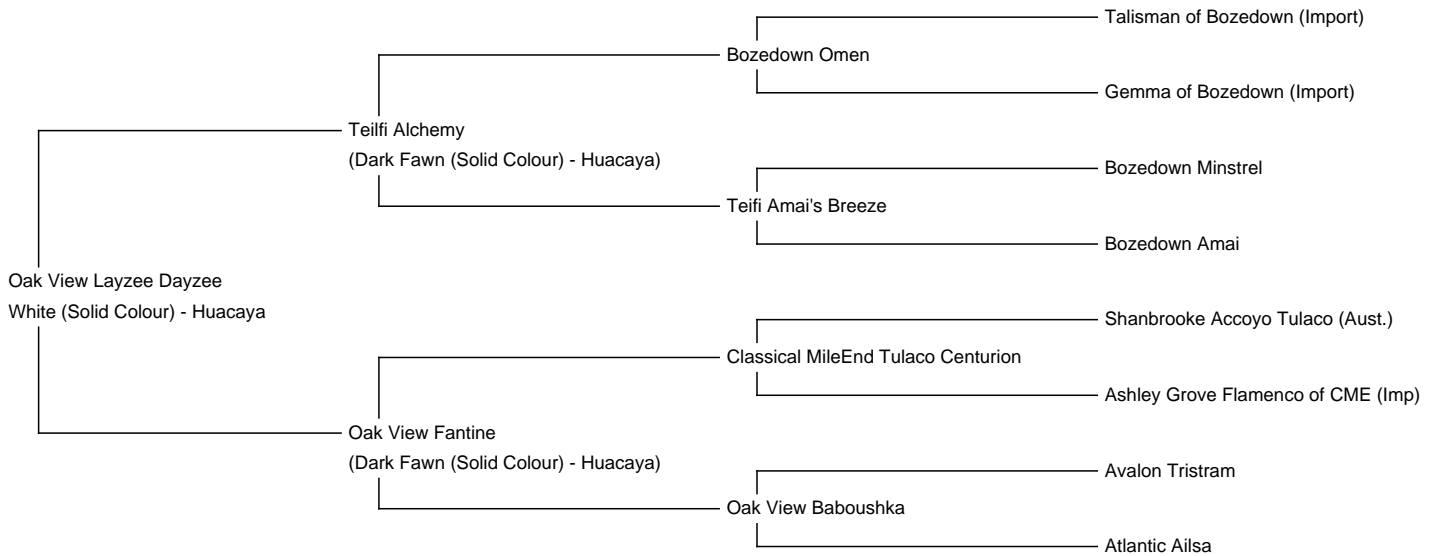 Talisman of Bozedown (Import)
Bozedown Omen
Gemma of Bozedown (Import)
Teilfi Alchemy
(Dark Fawn (Solid Colour) - Huacaya)
Bozedown Minstrel
Teifi Amai's Breeze
Bozedown Amai
Oak View Layzee Dayzee
White (Solid Colour) - Huacaya
Shanbrooke Accoyo Tulaco (Aust.)
Classical MileEnd Tulaco Centurion
Ashley Grove Flamenco of CME (Imp)
Oak View Fantine
(Dark Fawn (Solid Colour) - Huacaya)
Avalon Tristram
Oak View Baboushka
Atlantic Ailsa